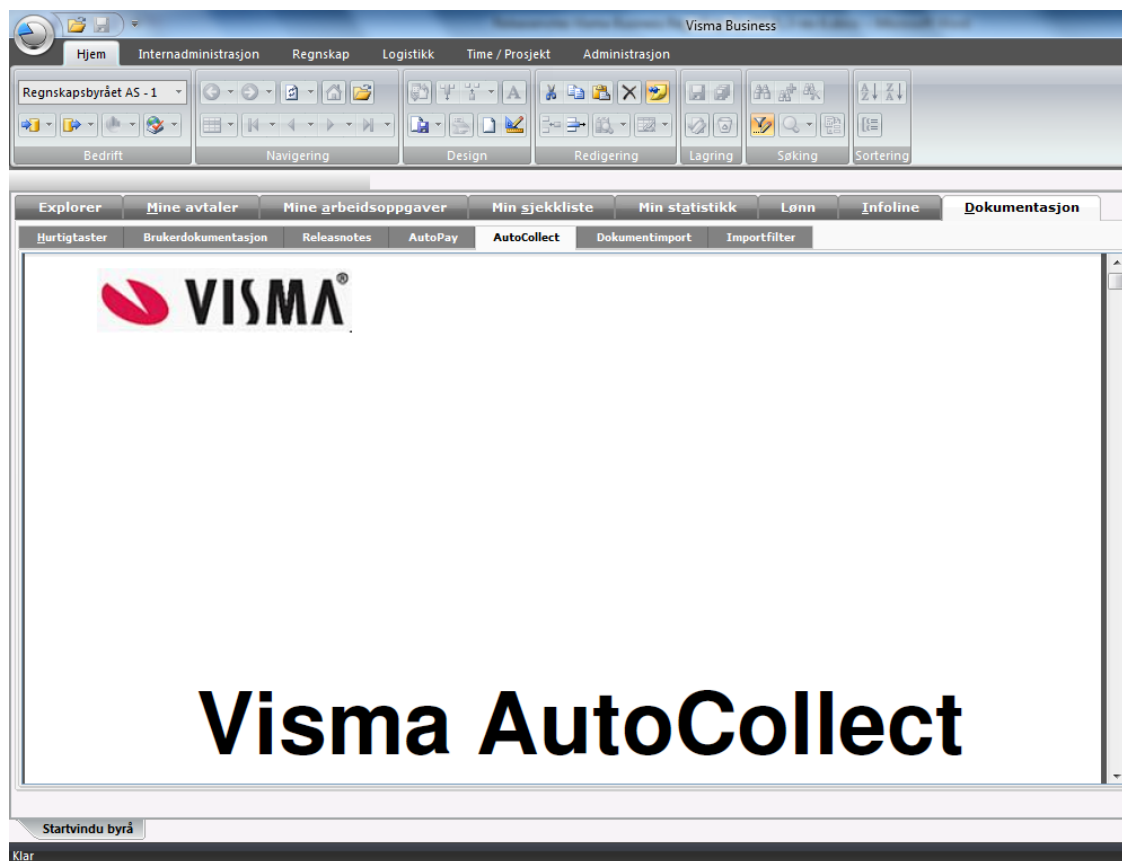 Visma Business
Hjem Internadministrasjon Regnskap Logistikk Time / Prosjekt Administrasjon
Regnskapsbyrået AS - 1
Bedrift Navigering Design Redigering Lagring Søking Sortering
Explorer Mine avtaler Mine arbeidsoppgaver Min sjekkliste Min statistikk Lønn Infoline Dokumentasjon
Hurtigtaster Brukerdokumentasjon Releasnotes AutoPay AutoCollect Dokumentimport Importfilter
VISMA®
Visma AutoCollect
Startvindu byrå
Klar